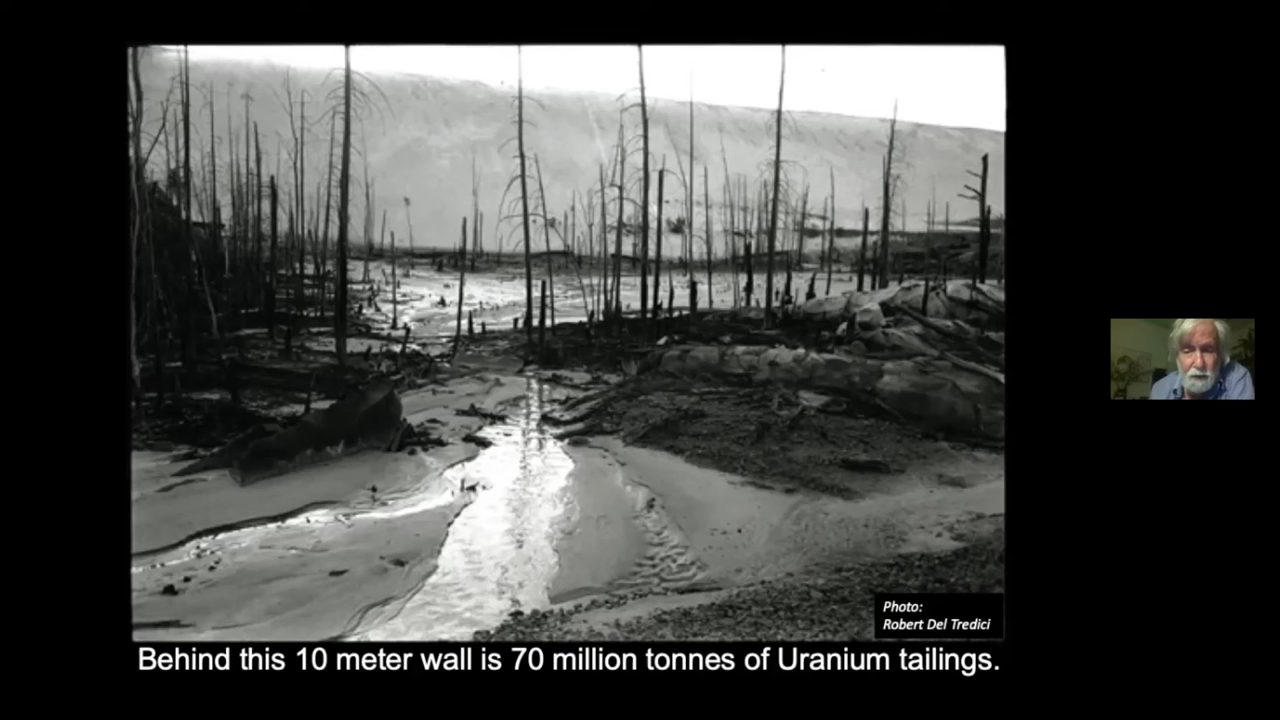 Photo:
Robert Del Tredici
Behind this 10 meter wall is 70 million tonnes of Uranium tailings.